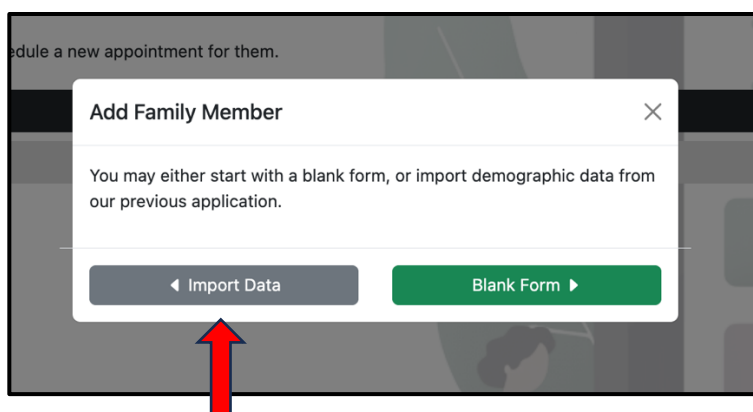 edule a new appointment for them.
Add Family Member
You may either start with a blank form, or import demographic data from
our previous application.
Import Data
Blank Form